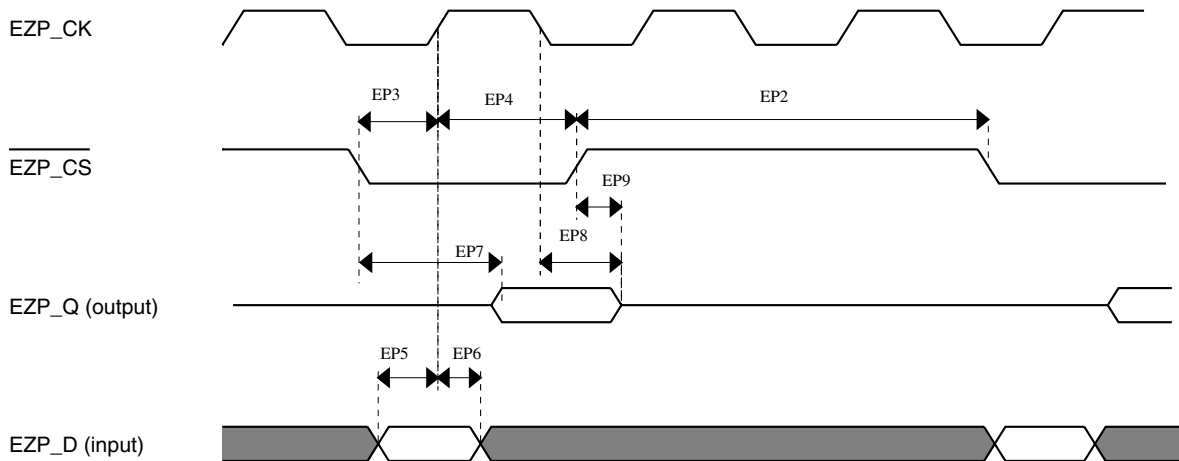 EZP_CK
EP3
EP4
EP2
EZP_CS
EP9
EP8
EP7
EZP_Q (output)
EP5
EP6
EZP_D (input)